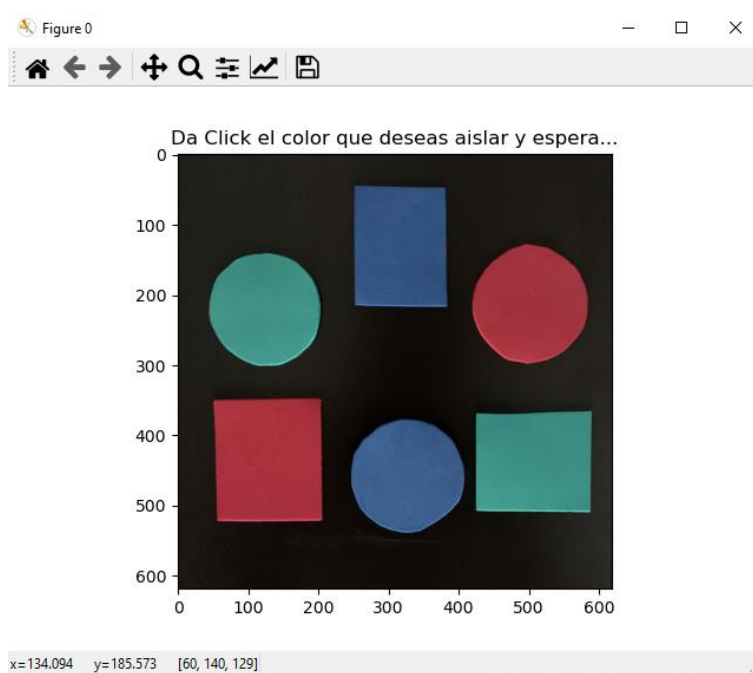 Figure 0
Da Click el color que deseas aislar y espera...
0
100
200
300
400
500
600
0 100 200 300 400 500 600
x=134.094 y=185.573 [60, 140, 129]